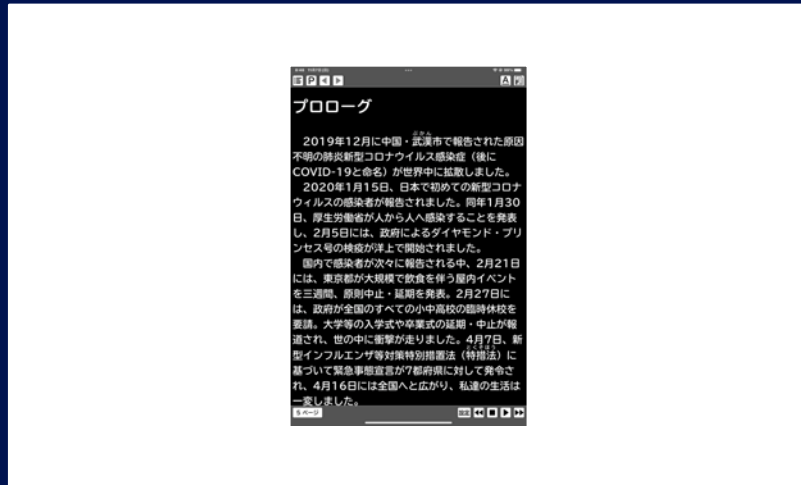 P
A
プロローグ
ぶかん
2019年12月に中国・武漢市で報告された原因
不明の肺炎新型コロナウイルス感染症（後に
COVID-19と命名）が世界中に拡散しました。
2020年1月15日、日本で初めての新型コロナ
ウィルスの感染者が報告されました。同年1月30
日、厚生労働省が人から人へ感染することを発表
し、2月5日には、政府によるダイヤモンド・プリ
ンセス号の検疫が洋上で開始されました。
国内で感染者が次々に報告される中、2月21日
には、東京都が大規模で飲食を伴う屋内イベント
を三週間、原則中止・延期を発表。2月27日に
は、政府が全国のすべての小中高校の臨時休校を
要請。大学等の入学式や卒業式の延期・中止が報
道され、世の中に衝撃が走りました。4月7日、新
とくそほう
型インフルエンザ等対策特別措置法（特措法）に
基づいて緊急事態宣言が7都府県に対して発令さ
れ、4月16日には全国へと広がり、私達の生活は
一変しました。
5 ページ
設定